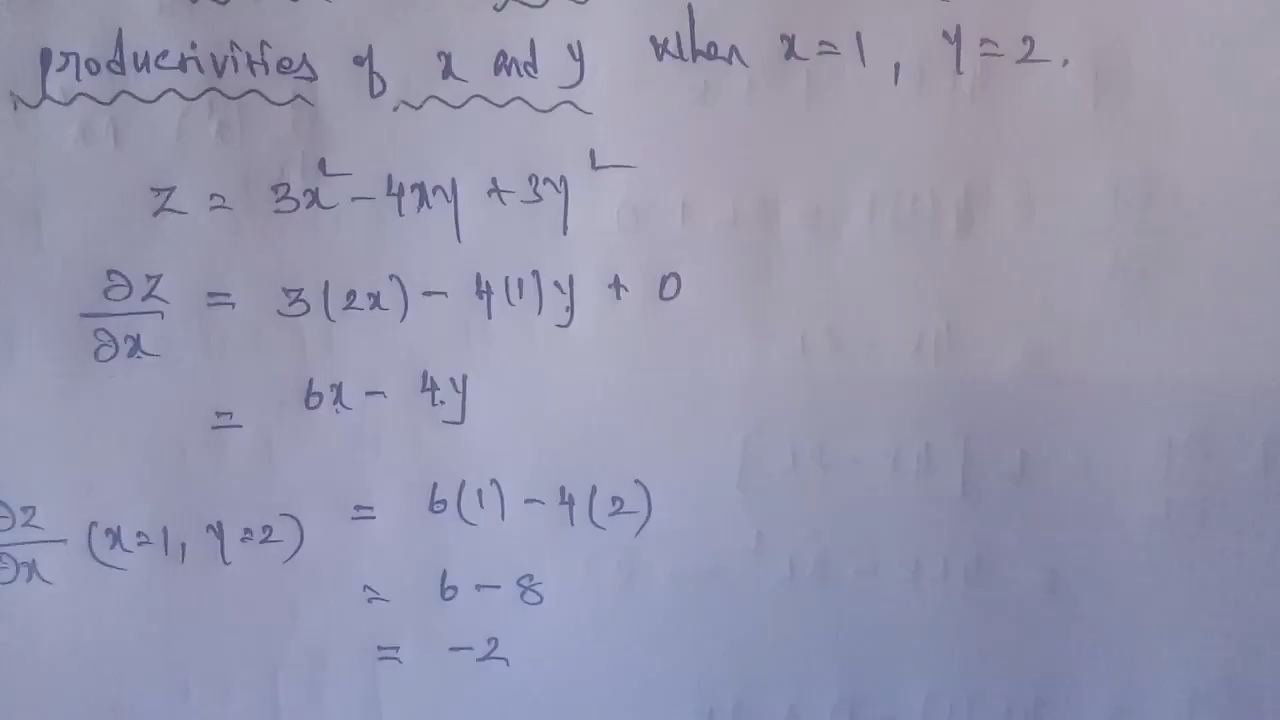 productivities of x and y when x=1, y=2.
z = 3x² - 4xy + 3y²
∂z/∂x = 3(2x) - 4(1)y + 0
= 6x - 4y
∂z/∂x (x=1, y=2) = 6(1) - 4(2)
= 6 - 8
= -2